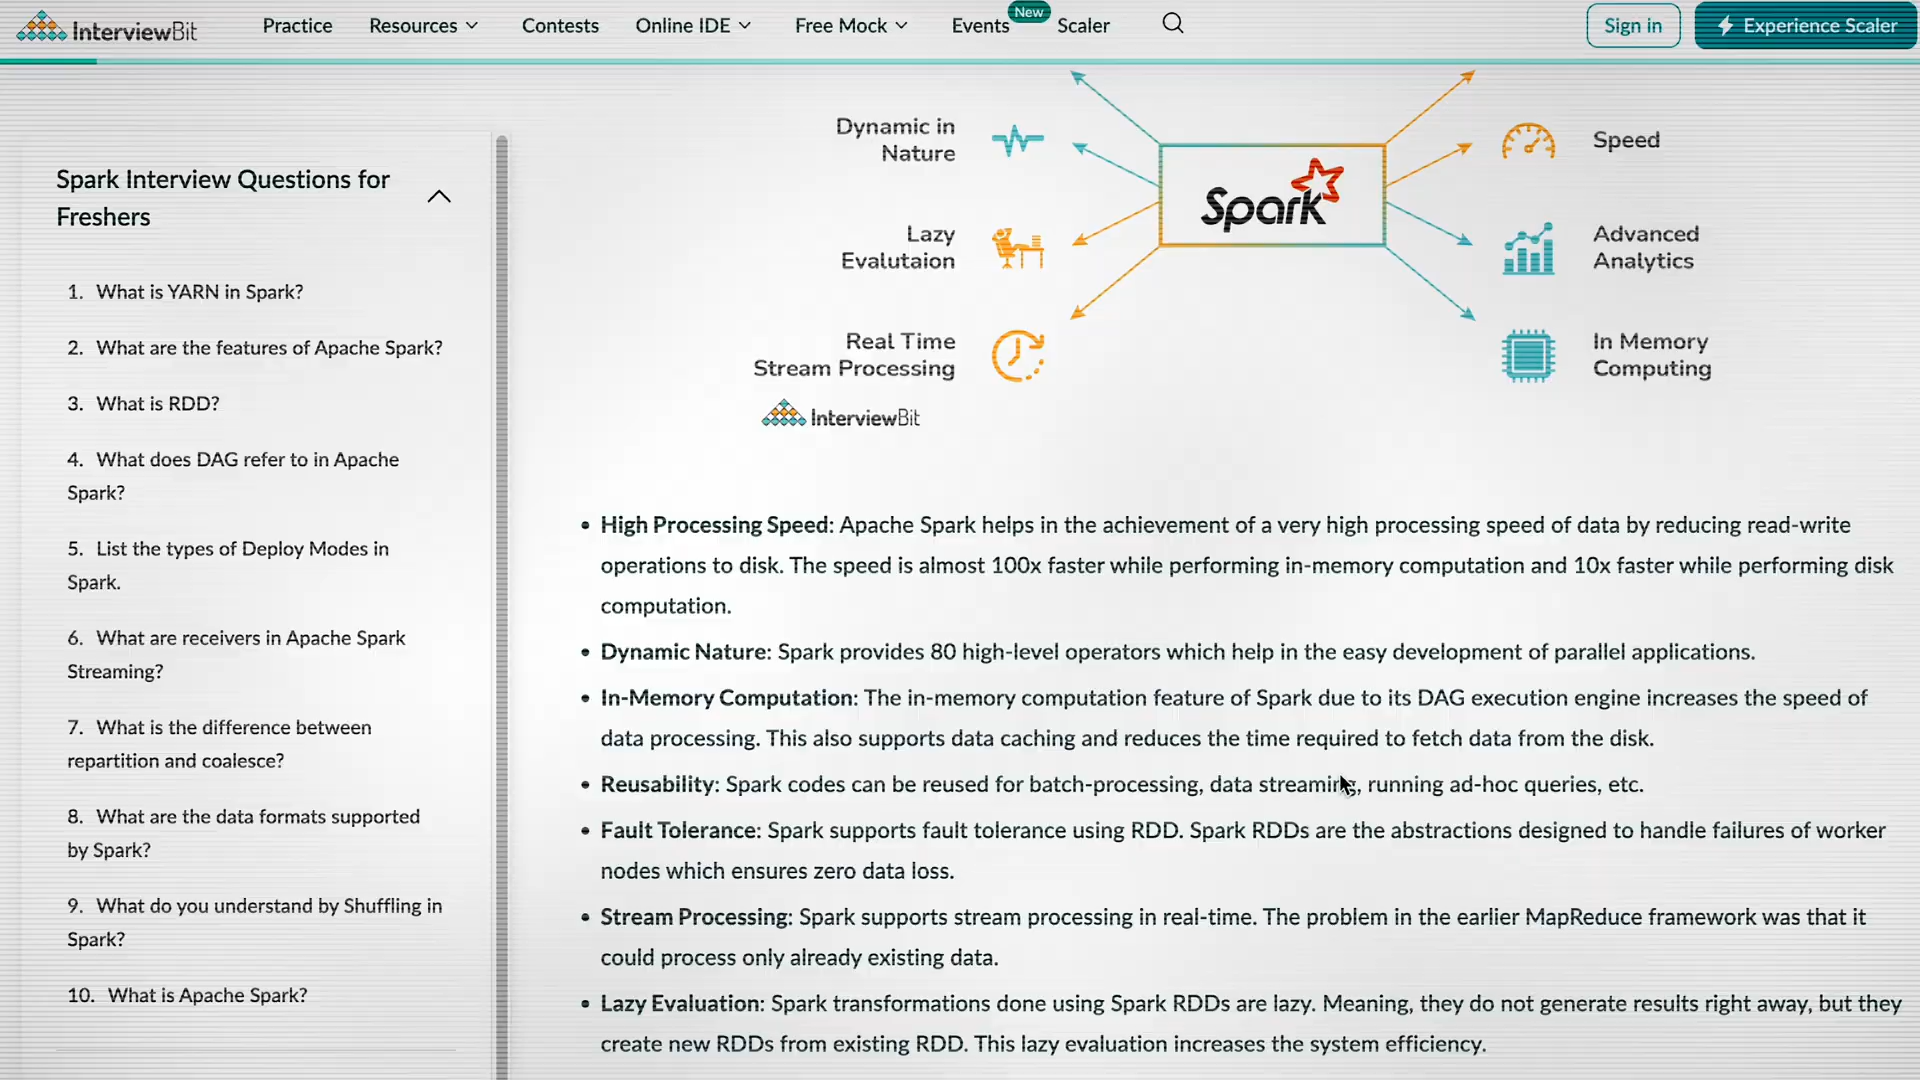 InterviewBit
Practice
Resources
Contests
Online IDE
Free Mock
Events
New
Scaler
Sign in
Experience Scaler
Spark Interview Questions for
Freshers
1. What is YARN in Spark?
2. What are the features of Apache Spark?
3. What is RDD?
4. What does DAG refer to in Apache
Spark?
5. List the types of Deploy Modes in
Spark.
6. What are receivers in Apache Spark
Streaming?
7. What is the difference between
repartition and coalesce?
8. What are the data formats supported
by Spark?
9. What do you understand by Shuffling in
Spark?
10. What is Apache Spark?
Dynamic in
Nature
Lazy
Evalutaion
Real Time
Stream Processing
InterviewBit
Spark
Speed
Advanced
Analytics
In Memory
Computing
• High Processing Speed: Apache Spark helps in the achievement of a very high processing speed of data by reducing read-write
operations to disk. The speed is almost 100x faster while performing in-memory computation and 10x faster while performing disk
computation.
• Dynamic Nature: Spark provides 80 high-level operators which help in the easy development of parallel applications.
• In-Memory Computation: The in-memory computation feature of Spark due to its DAG execution engine increases the speed of
data processing. This also supports data caching and reduces the time required to fetch data from the disk.
• Reusability: Spark codes can be reused for batch-processing, data streaming, running ad-hoc queries, etc.
• Fault Tolerance: Spark supports fault tolerance using RDD. Spark RDDs are the abstractions designed to handle failures of worker
nodes which ensures zero data loss.
• Stream Processing: Spark supports stream processing in real-time. The problem in the earlier MapReduce framework was that it
could process only already existing data.
• Lazy Evaluation: Spark transformations done using Spark RDDs are lazy. Meaning, they do not generate results right away, but they
create new RDDs from existing RDD. This lazy evaluation increases the system efficiency.